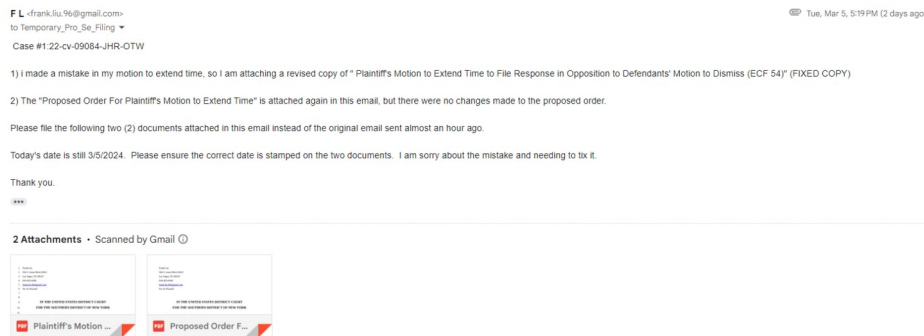 F L <frank.liu.96@gmail.com>
Tue, Mar 5, 5:19 PM (2 days ago
to Temporary_Pro_Se_Filing
Case #1:22-cv-09084-JHR-OTW
1) i made a mistake in my motion to extend time, so I am attaching a revised copy of " Plaintiff's Motion to Extend Time to File Response in Opposition to Defendants' Motion to Dismiss (ECF 54)" (FIXED COPY)
2) The "Proposed Order For Plaintiff's Motion to Extend Time" is attached again in this email, but there were no changes made to the proposed order.
Please file the following two (2) documents attached in this email instead of the original email sent almost an hour ago.
Today's date is still 3/5/2024. Please ensure the correct date is stamped on the two documents. I am sorry about the mistake and needing to tix it.
Thank you.
2 Attachments • Scanned by Gmail
IN THE UNITED STATES DISTRICT COURT
FOR THE SOUTHERN DISTRICT OF NEW YORK
IN THE UNITED STATES DISTRICT COURT
FOR THE SOUTHERN DISTRICT OF NEW YORK
PDF Plaintiff's Motion ...
PDF Proposed Order F...